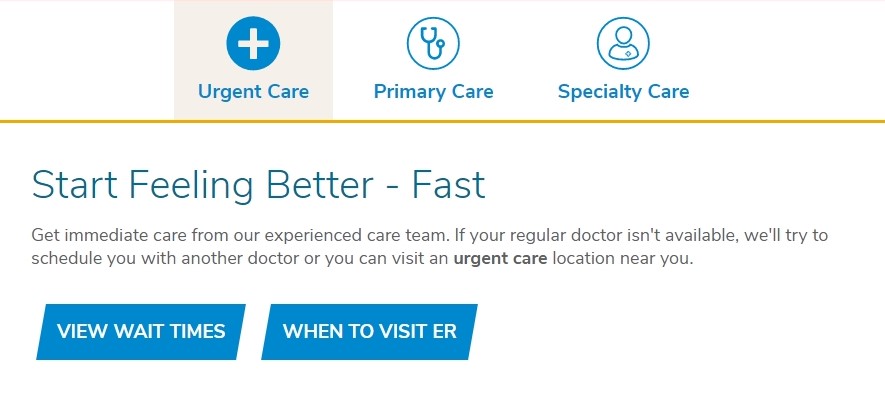 Urgent Care
Primary Care
Specialty Care
Start Feeling Better - Fast
Get immediate care from our experienced care team. If your regular doctor isn't available, we'll try to
schedule you with another doctor or you can visit an urgent care location near you.
VIEW WAIT TIMES
WHEN TO VISIT ER